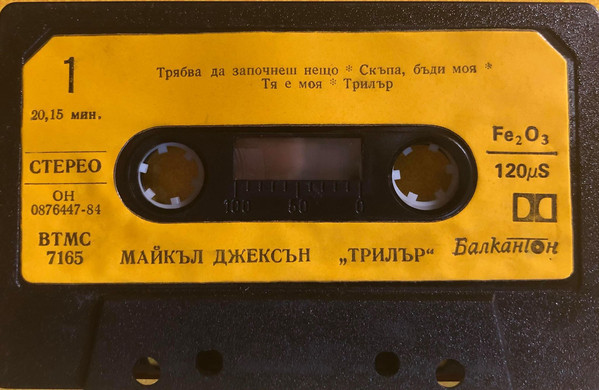 1
Трябва да започнеш нещо * Скъпа, бъди моя *
Тя е моя * Трилър
20,15 мин.
СТЕРЕО
ОН
0876447-84
ВТМС
7165
Fe₂O₃
120µS
100 50 0
МАЙКЪЛ ДЖЕКСЪН „ТРИЛЪР“
Балкантон